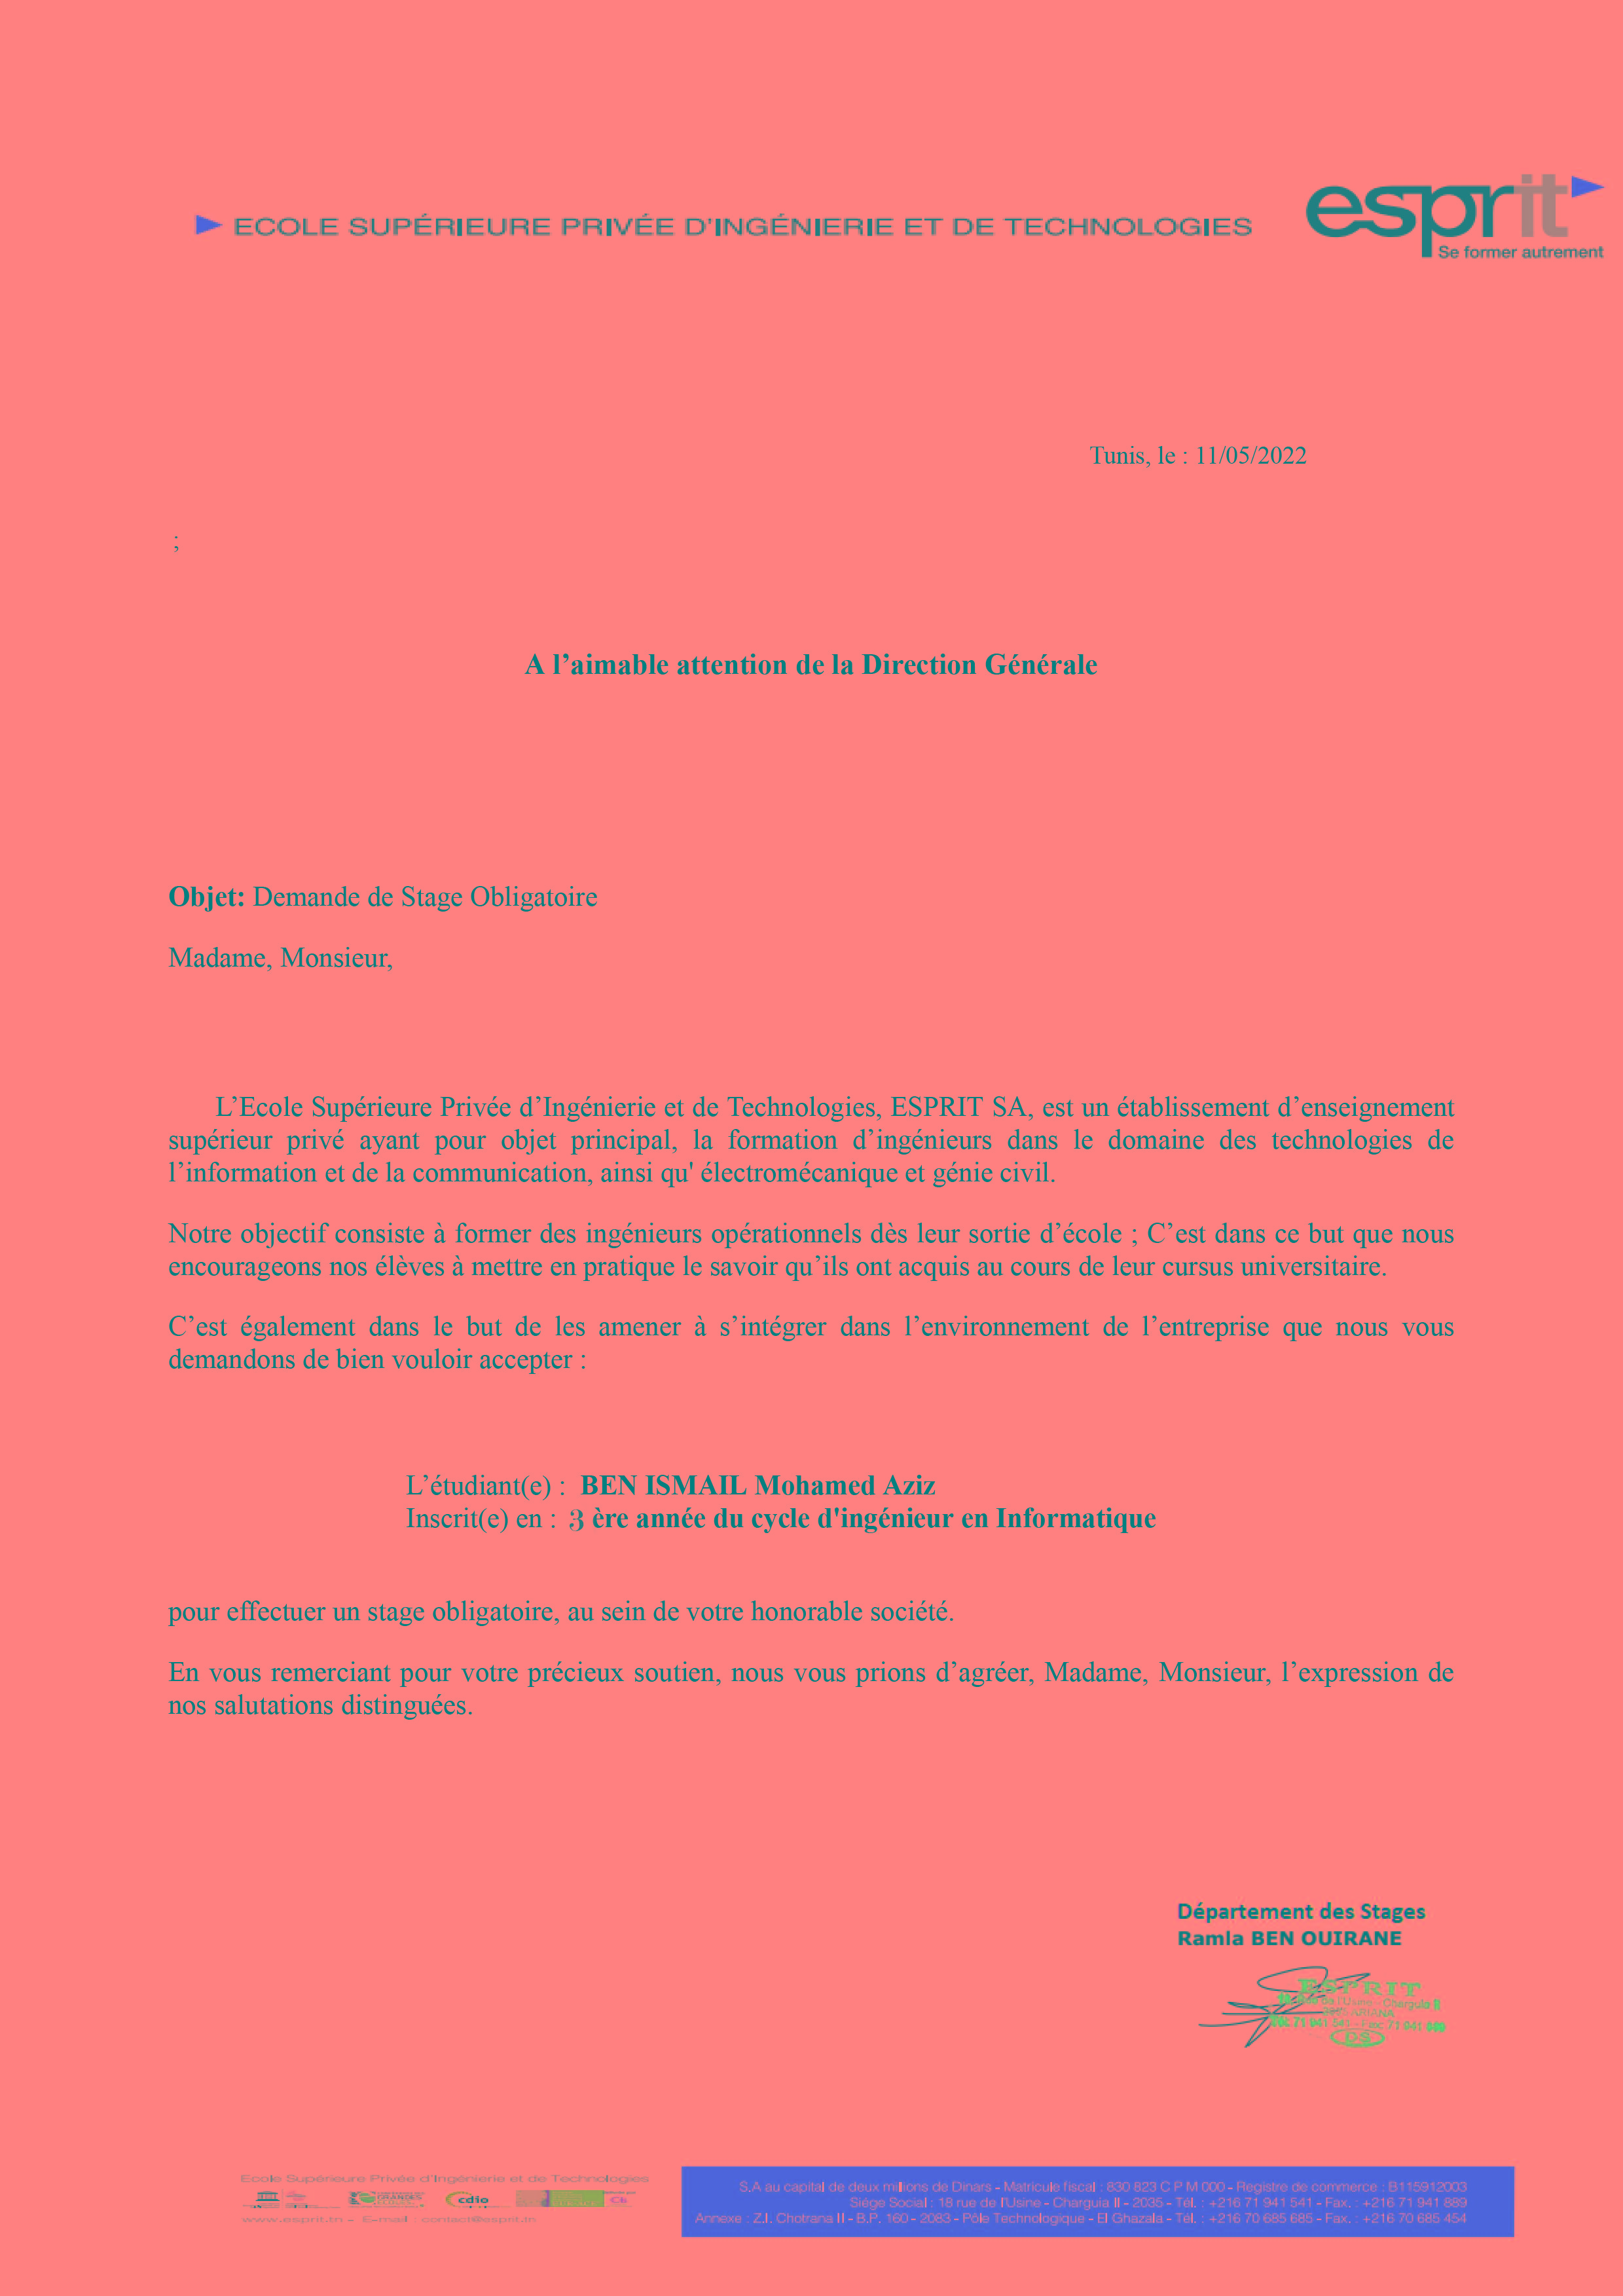 ECOLE SUPÉRIEURE PRIVÉE D'INGÉNIERIE ET DE TECHNOLOGIES
esprit
Se former autrement
Tunis, le : 11/05/2022
;
A l’aimable attention de la Direction Générale
Objet: Demande de Stage Obligatoire
Madame, Monsieur,
L’Ecole Supérieure Privée d’Ingénierie et de Technologies, ESPRIT SA, est un établissement d’enseignement
supérieur privé ayant pour objet principal, la formation d’ingénieurs dans le domaine des technologies de
l’information et de la communication, ainsi qu' électromécanique et génie civil.
Notre objectif consiste à former des ingénieurs opérationnels dès leur sortie d’école ; C’est dans ce but que nous
encourageons nos élèves à mettre en pratique le savoir qu’ils ont acquis au cours de leur cursus universitaire.
C’est également dans le but de les amener à s’intégrer dans l’environnement de l’entreprise que nous vous
demandons de bien vouloir accepter :
L’étudiant(e) : BEN ISMAIL Mohamed Aziz
Inscrit(e) en : 3 ère année du cycle d'ingénieur en Informatique
pour effectuer un stage obligatoire, au sein de votre honorable société.
En vous remerciant pour votre précieux soutien, nous vous prions d’agréer, Madame, Monsieur, l’expression de
nos salutations distinguées.
Département des Stages
Ramla BEN OUIRANE
ESPRIT
18 Rue de l'Usine - Charguia II
2035 ARIANA
Tél: 71 941 541 - Fax: 71 941 889
D-S
Ecole Supérieure Privée d'Ingénierie et de Technologies
GRANDES
cdio
www.esprit.tn - E-mail : contact@esprit.tn
S.A au capital de deux millions de Dinars - Matricule fiscal : 830 823 C P M 000 - Registre de commerce : B115912003
Siège Social : 18 rue de l'Usine - Charguia II - 2035 - Tél. : +216 71 941 541 - Fax. : +216 71 941 889
Annexe : Z.I. Chotrana II - B.P. 160 - 2083 - Pôle Technologique - El Ghazala - Tél. : +216 70 685 685 - Fax. : +216 70 685 454